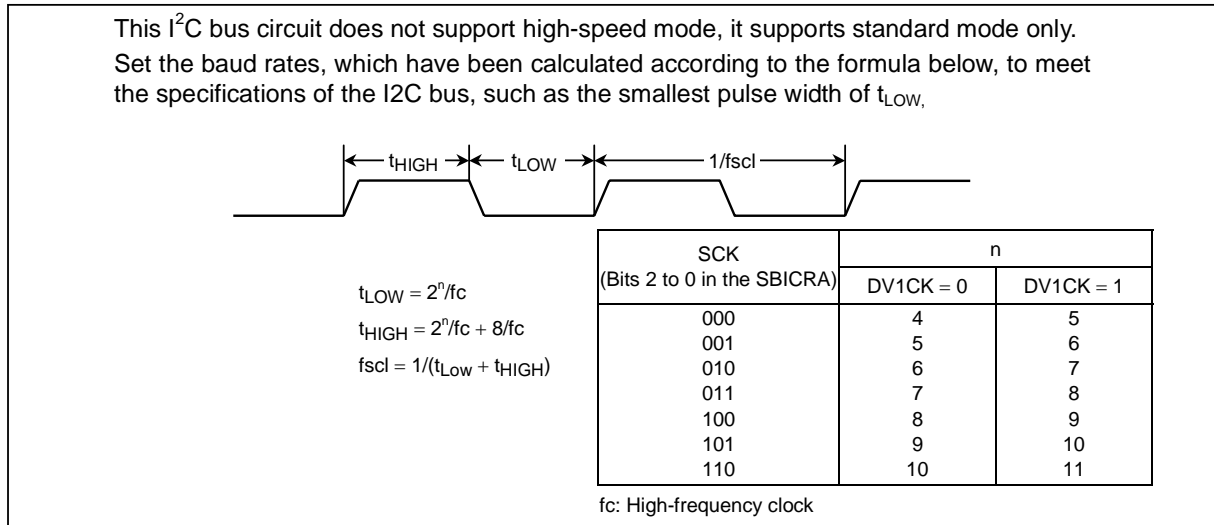 This I²C bus circuit does not support high-speed mode, it supports standard mode only.
Set the baud rates, which have been calculated according to the formula below, to meet
the specifications of the I2C bus, such as the smallest pulse width of tLOW,
tHIGH tLOW 1/fscl
tLOW = 2ⁿ/fc
tHIGH = 2ⁿ/fc + 8/fc
fscl = 1/(tLow + tHIGH)
SCK n
(Bits 2 to 0 in the SBICRA) DV1CK = 0 DV1CK = 1
000 4 5
001 5 6
010 6 7
011 7 8
100 8 9
101 9 10
110 10 11
fc: High-frequency clock